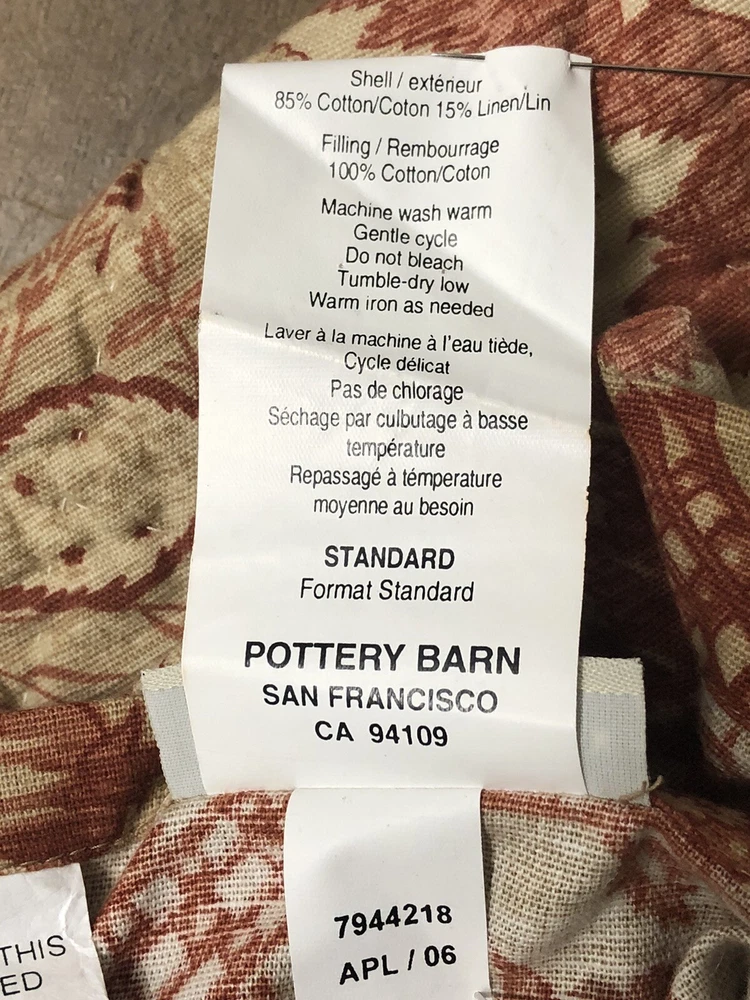 Shell / extérieur
85% Cotton/Coton 15% Linen/Lin
Filling / Rembourrage
100% Cotton/Coton
Machine wash warm
Gentle cycle
Do not bleach
Tumble-dry low
Warm iron as needed
Laver à la machine à l'eau tiède,
Cycle délicat
Pas de chlorage
Séchage par culbutage à basse
température
Repassagé à témperature
moyenne au besoin
STANDARD
Format Standard
POTTERY BARN
SAN FRANCISCO
CA 94109
7944218
APL / 06
THIS
ED